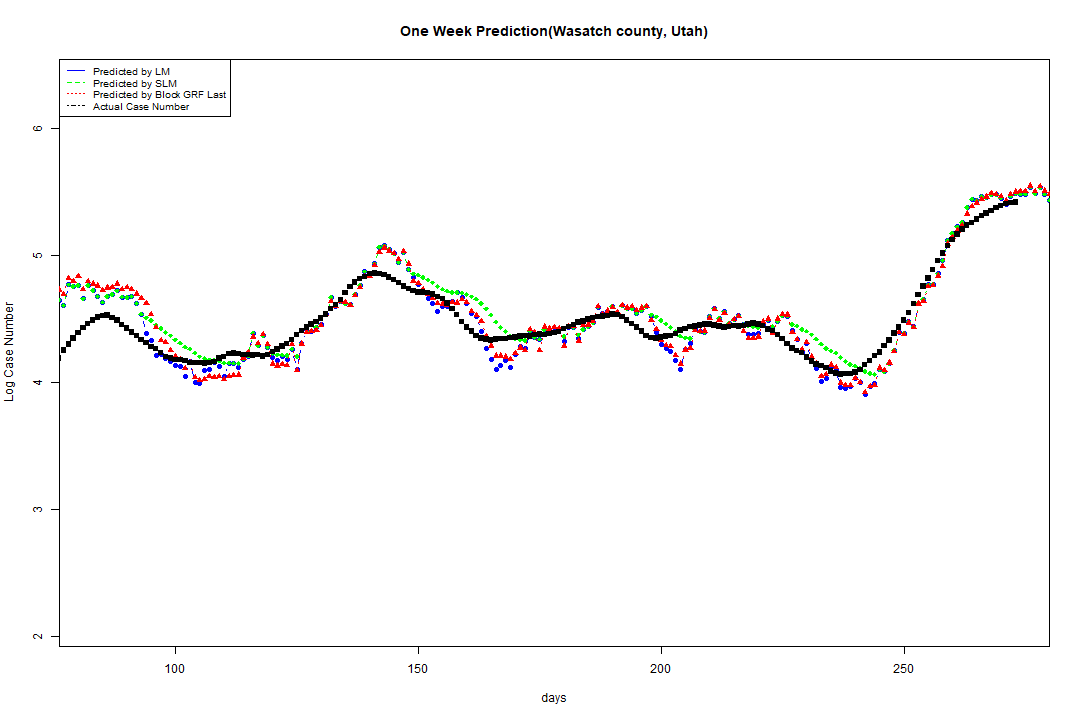 One Week Prediction(Wasatch county, Utah)
Predicted by LM
Predicted by SLM
Predicted by Block GRF Last
Actual Case Number
6
5
4
3
2
Log Case Number
100 150 200 250
days